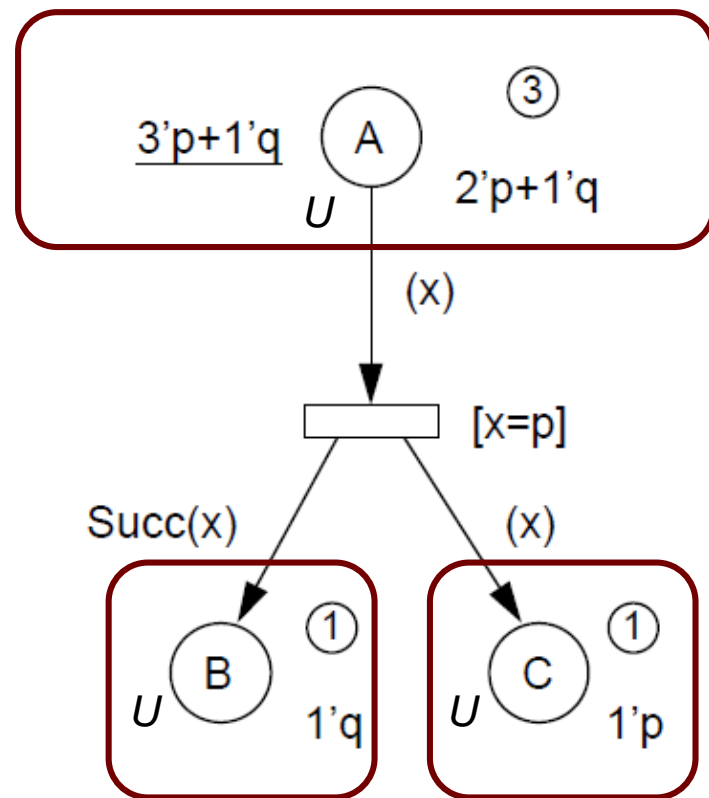 3
3'p+1'q
A
2'p+1'q
U
(x)
[x=p]
Succ(x)
(x)
1
1
B
C
U
U
1'q
1'p